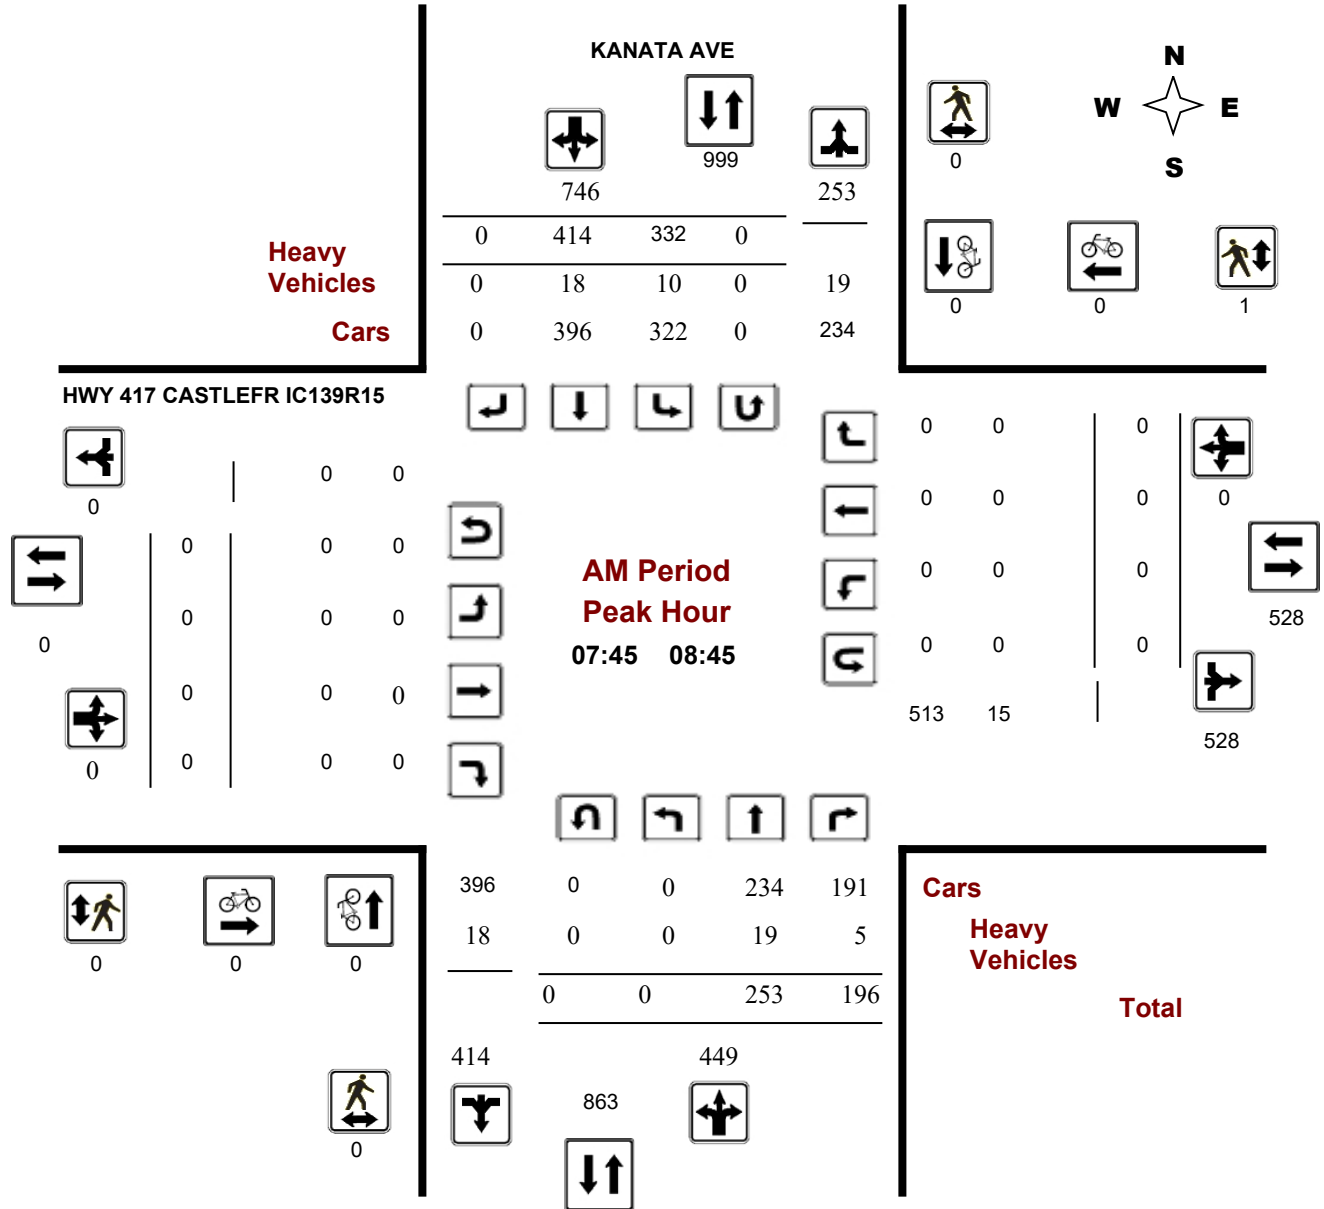 KANATA AVE
N
W E
S
999
0
746 253
0 414 332 0
Heavy
Vehicles 0 18 10 0 19
0 0 1
Cars 0 396 322 0 234
HWY 417 CASTLEFR IC139R15
0 0 0
0 0
0 0 0 0
0
0 0 0
AM Period
0 0 0
Peak Hour
528
0 0 0
0
07:45 08:45
0 0 0
0 0 0
513 15
528
0 0 0 0
396 0 0 234 191
Cars
18 0 0 19 5
Heavy
Vehicles
0 0 0
0 0 253 196
Total
414 449
863
0